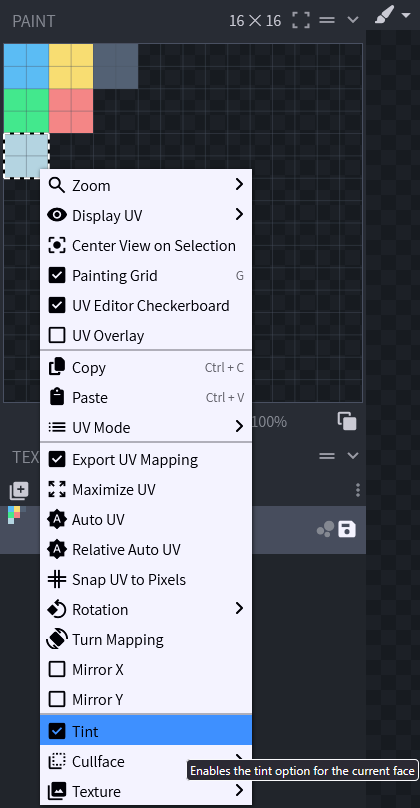 PAINT 16 × 16
Zoom
Display UV
Center View on Selection
Painting Grid G
UV Editor Checkerboard
UV Overlay
Copy Ctrl + C
Paste Ctrl + V
100%
UV Mode
TEX
Export UV Mapping
Maximize UV
Auto UV
Relative Auto UV
Snap UV to Pixels
Rotation
Turn Mapping
Mirror X
Mirror Y
Tint
Cullface
Enables the tint option for the current face
Texture